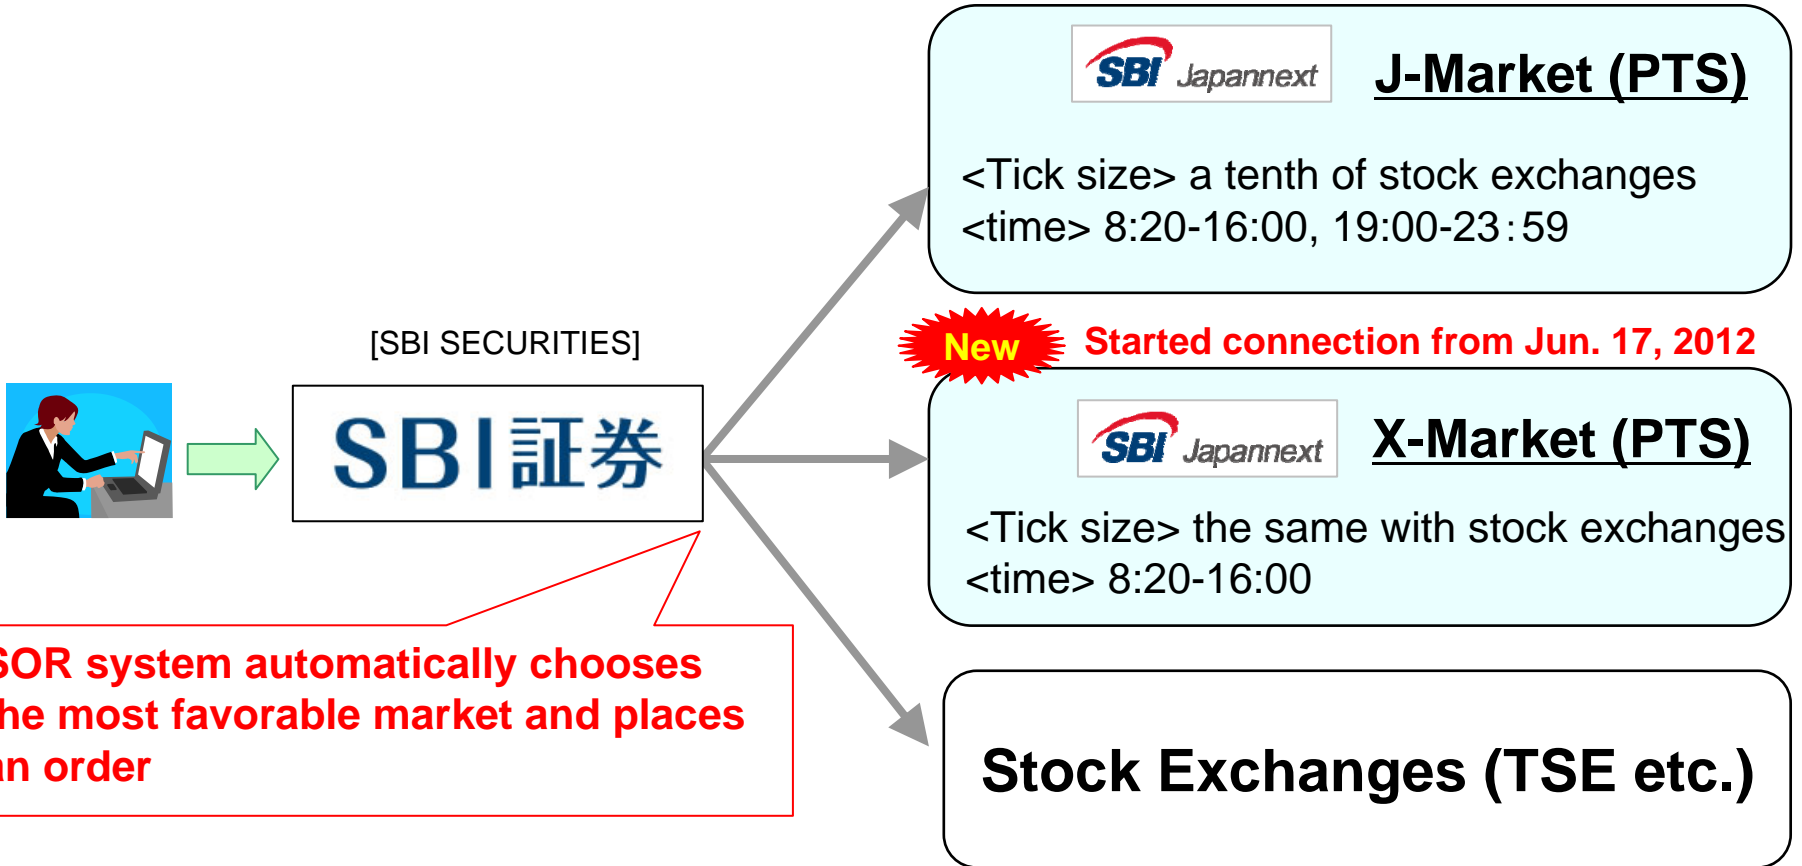 SBI Japannext J-Market (PTS)
<Tick size> a tenth of stock exchanges
<time> 8:20-16:00, 19:00-23:59
[SBI SECURITIES]
SBI証券
New Started connection from Jun. 17, 2012
SBI Japannext X-Market (PTS)
<Tick size> the same with stock exchanges
<time> 8:20-16:00
SOR system automatically chooses
the most favorable market and places
an order
Stock Exchanges (TSE etc.)